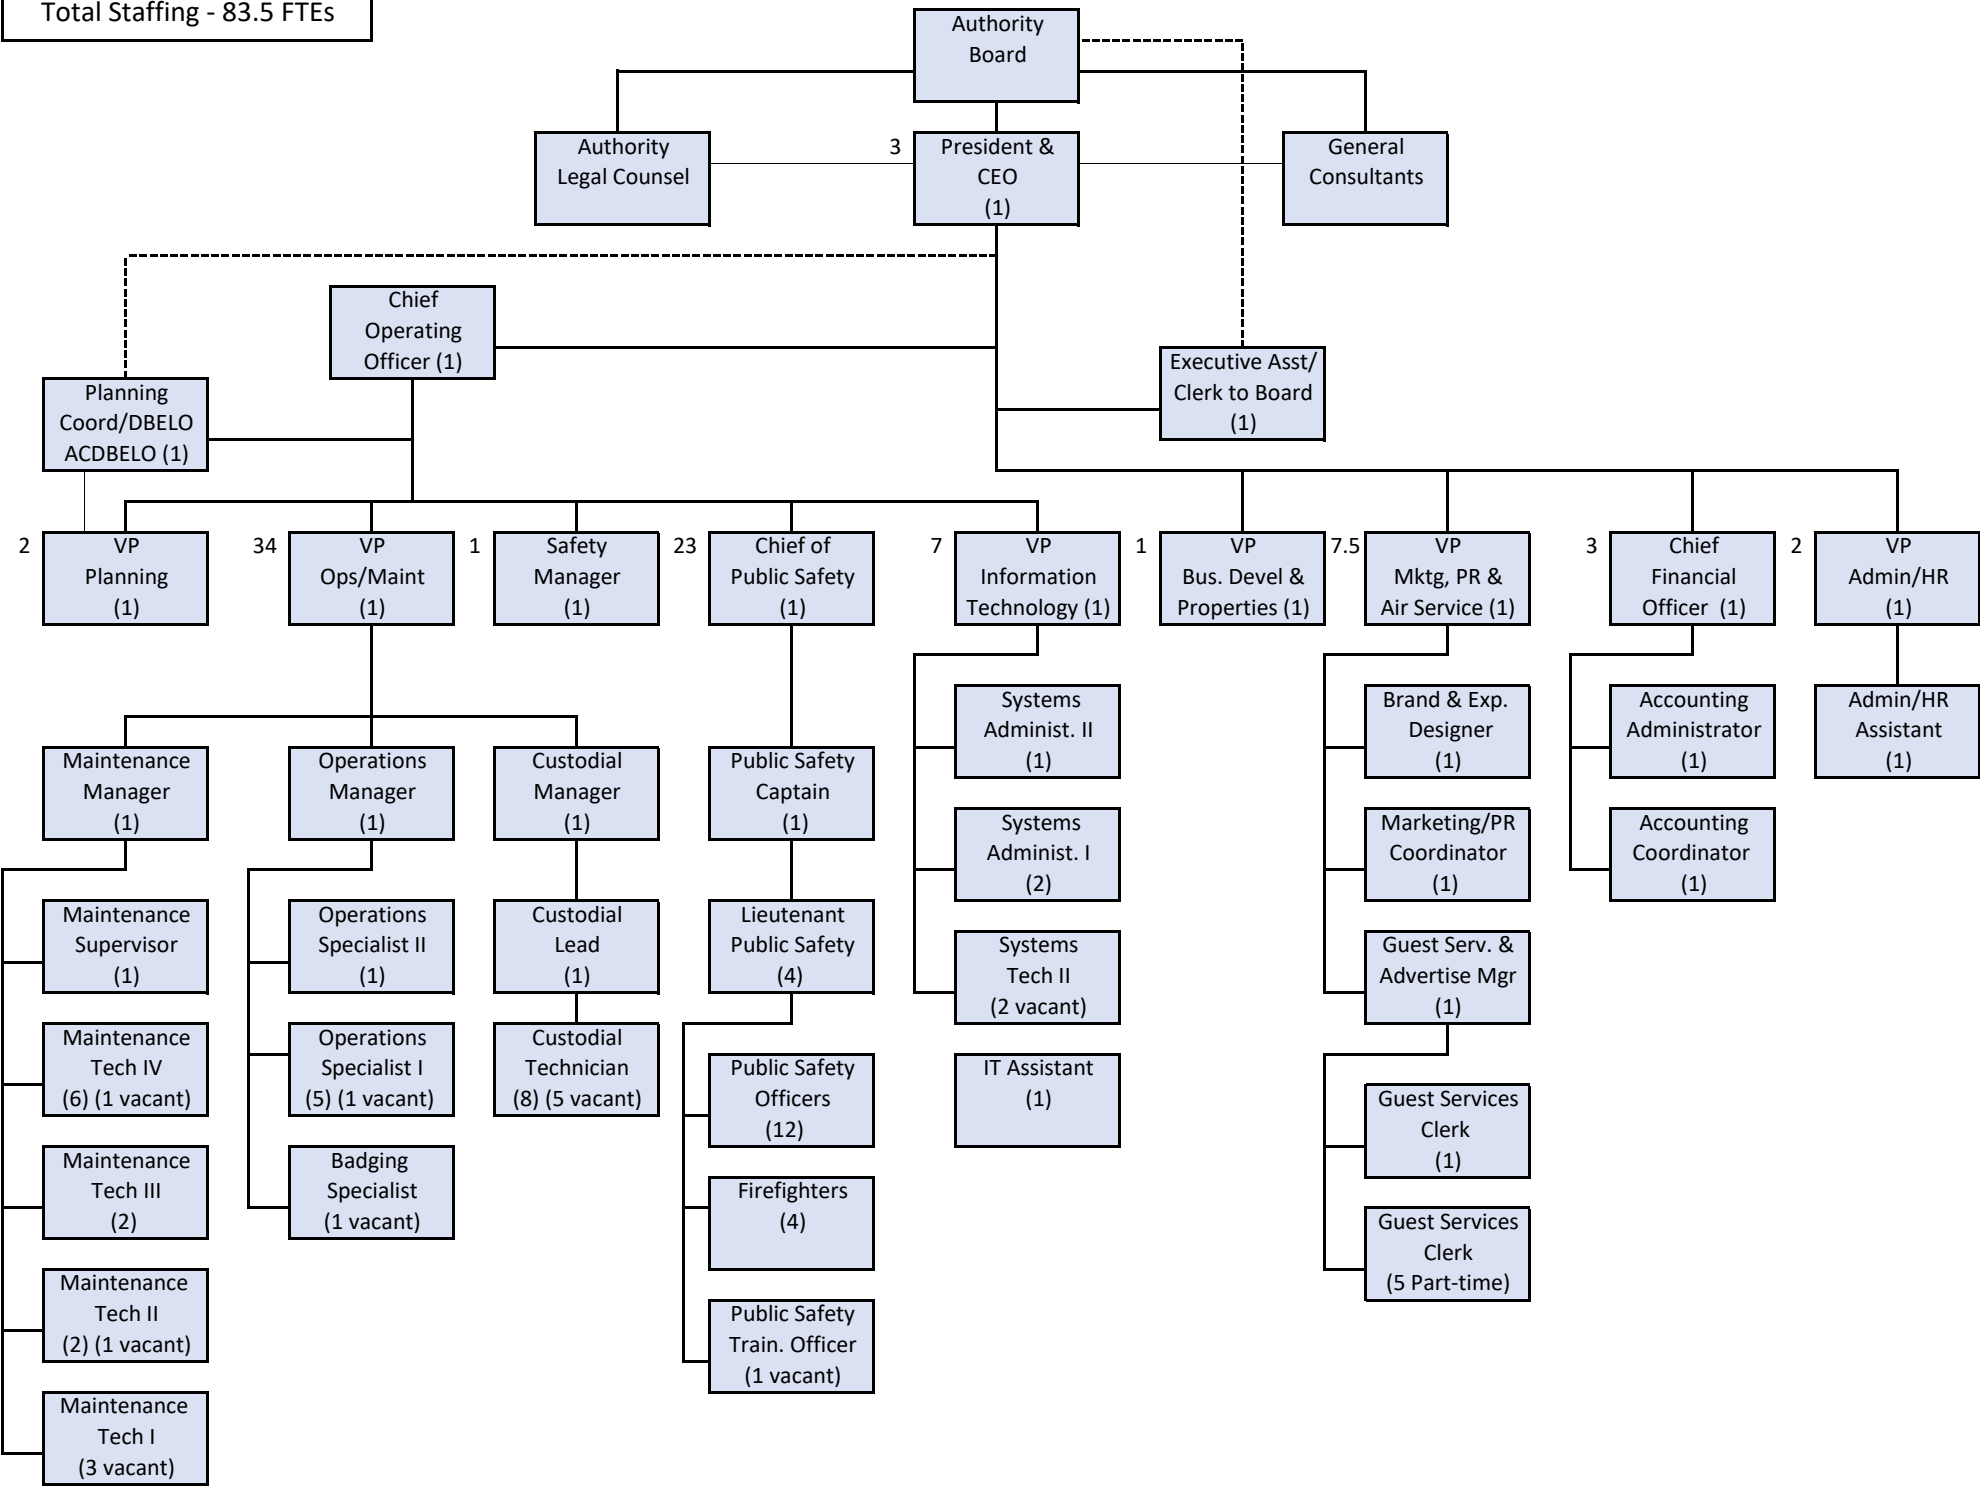 Total Staffing - 83.5 FTEs
Authority
Board
Authority
Legal Counsel
3
President &
CEO
(1)
General
Consultants
Chief
Operating
Officer (1)
Executive Asst/
Clerk to Board
(1)
Planning
Coord/DBELO
ACDBELO (1)
2
VP
Planning
(1)
34
VP
Ops/Maint
(1)
1
Safety
Manager
(1)
23
Chief of
Public Safety
(1)
7
VP
Information
Technology (1)
1
VP
Bus. Devel &
Properties (1)
7.5
VP
Mktg, PR &
Air Service (1)
3
Chief
Financial
Officer (1)
2
VP
Admin/HR
(1)
Maintenance
Manager
(1)
Maintenance
Supervisor
(1)
Maintenance
Tech IV
(6) (1 vacant)
Maintenance
Tech III
(2)
Maintenance
Tech II
(2) (1 vacant)
Maintenance
Tech I
(3 vacant)
Operations
Manager
(1)
Operations
Specialist II
(1)
Operations
Specialist I
(5) (1 vacant)
Badging
Specialist
(1 vacant)
Custodial
Manager
(1)
Custodial
Lead
(1)
Custodial
Technician
(8) (5 vacant)
Public Safety
Captain
(1)
Lieutenant
Public Safety
(4)
Public Safety
Officers
(12)
Firefighters
(4)
Public Safety
Train. Officer
(1 vacant)
Systems
Administ. II
(1)
Systems
Administ. I
(2)
Systems
Tech II
(2 vacant)
IT Assistant
(1)
Brand & Exp.
Designer
(1)
Marketing/PR
Coordinator
(1)
Guest Serv. &
Advertise Mgr
(1)
Guest Services
Clerk
(1)
Guest Services
Clerk
(5 Part-time)
Accounting
Administrator
(1)
Accounting
Coordinator
(1)
Admin/HR
Assistant
(1)